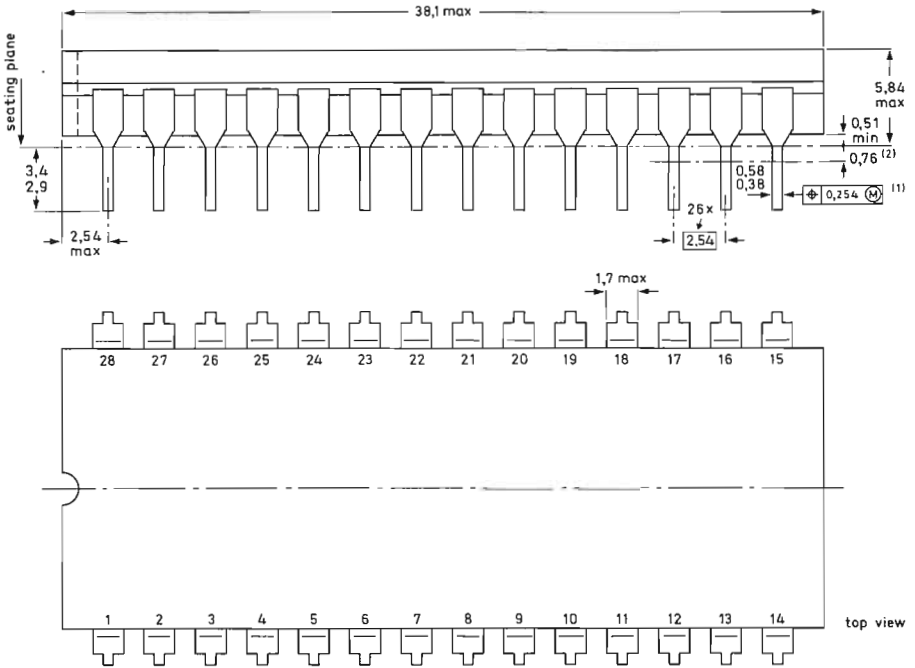 38,1 max
seating plane
5,84
max
0,51
min
0,76 (2)
3,4
2,9
0,58
0,38
⌖ 0,254 Ⓜ (1)
2,54
max
26x
2,54
1,7 max
28 27 26 25 24 23 22 21 20 19 18 17 16 15
1 2 3 4 5 6 7 8 9 10 11 12 13 14
top view